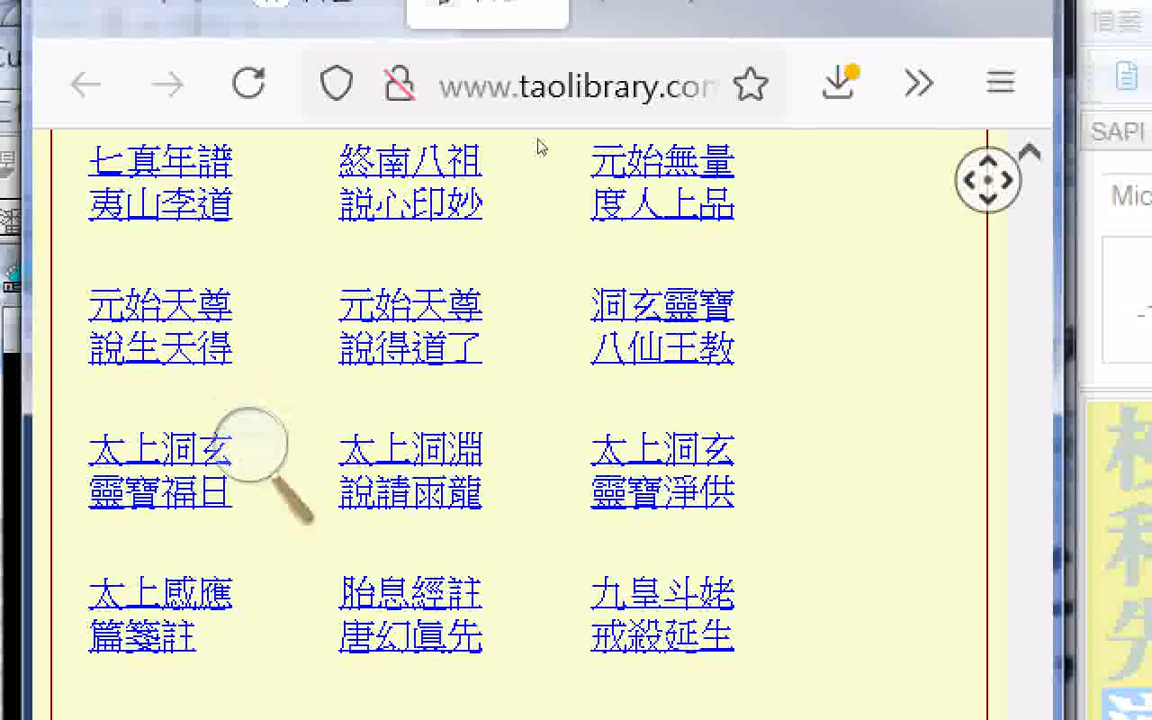 www.taolibrary.com
SAPI
Mic
七真年譜 終南八祖 元始無量
夷山李道 說心印妙 度人上品
元始天尊 元始天尊 洞玄靈寶
說生天得 說得道了 八仙王教
太上洞玄 太上洞淵 太上洞玄
靈寶福日 說請雨龍 靈寶淨供
太上感應 胎息經註 九皇斗姥
篇箋註 唐幻眞先 戒殺延生